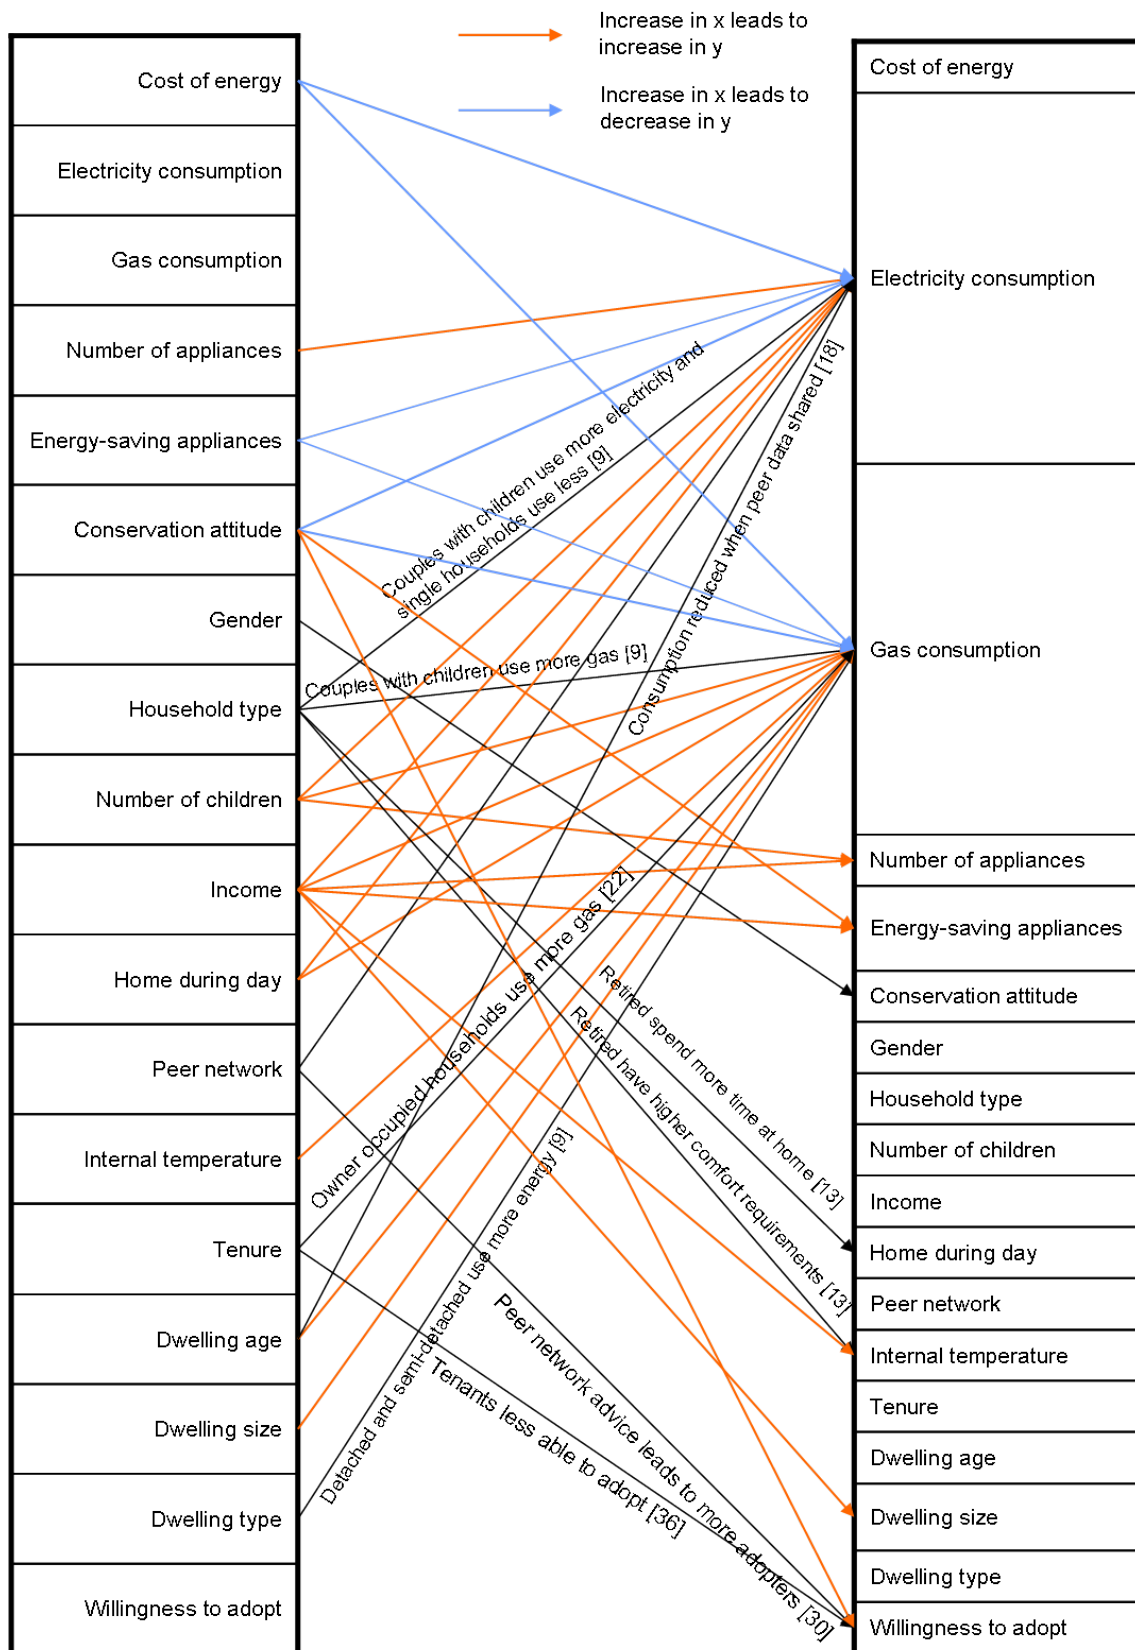 Increase in x leads to
increase in y
Increase in x leads to
decrease in y
Cost of energy
Electricity consumption
Gas consumption
Number of appliances
Energy-saving appliances
Conservation attitude
Gender
Household type
Number of children
Income
Home during day
Peer network
Internal temperature
Tenure
Dwelling age
Dwelling size
Dwelling type
Willingness to adopt
Couples with children use more electricity and
single households use less [9]
Couples with children use more gas [9]
Consumption reduced when peer data shared [18]
Owner occupied households use more gas [22]
Retired spend more time at home [13]
Retired have higher comfort requirements [13]
Detached and semi-detached use more energy [9]
Peer network advice leads to more adopters [30]
Tenants less able to adopt [36]
Cost of energy
Electricity consumption
Gas consumption
Number of appliances
Energy-saving appliances
Conservation attitude
Gender
Household type
Number of children
Income
Home during day
Peer network
Internal temperature
Tenure
Dwelling age
Dwelling size
Dwelling type
Willingness to adopt